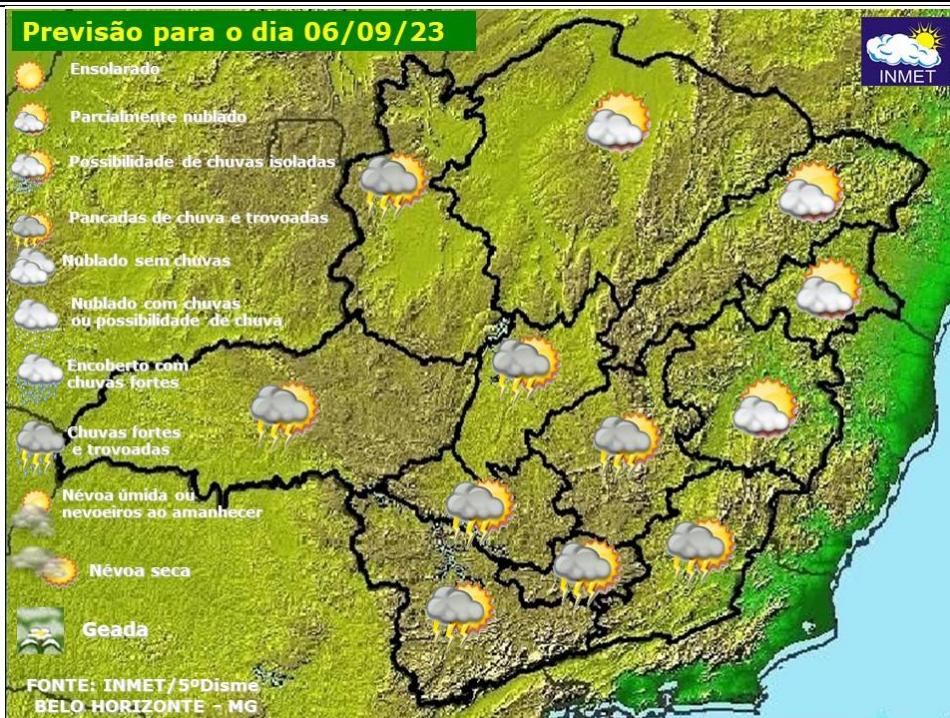 Previsão para o dia 06/09/23
INMET
Ensolarado
Parcialmente nublado
Possibilidade de chuvas isoladas
Pancadas de chuva e trovoadas
Nublado sem chuvas
Nublado com chuvas
ou possibilidade de chuva
Encoberto com
chuvas fortes
Chuvas fortes
e trovoadas
Névoa úmida ou
nevoeiros ao amanhecer
Névoa seca
Geada
FONTE: INMET/5ºDisme
BELO HORIZONTE - MG